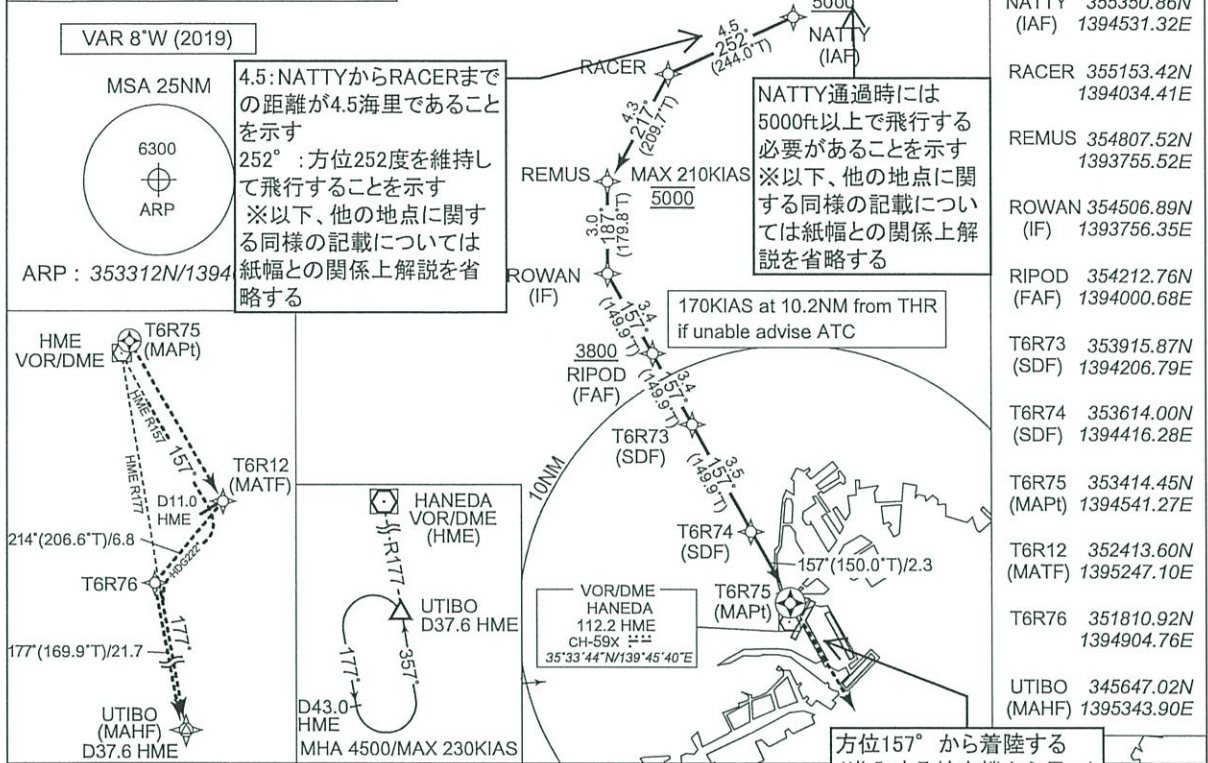 VAR 8°W (2019)
MSA 25NM
6300
ARP
ARP : 353312N/1394
4.5:NATTYからRACERまで
の距離が4.5海里であること
を示す
252° :方位252度を維持し
て飛行することを示す
※以下、他の地点に関す
る同様の記載については
紙幅との関係上解説を省
略する
5000
NATTY
(IAF)
4.5
252°
(244.0°T)
RACER
4.3
217°
(209.7°T)
REMUS
MAX 210KIAS
5000
3.0
187°
(179.8°T)
ROWAN
(IF)
3.4
157°
(149.9°T)
3800
RIPOD
(FAF)
3.4
157°
(149.9°T)
T6R73
(SDF)
3.5
157°
(149.9°T)
T6R74
(SDF)
157°(150.0°T)/2.3
T6R75
(MAPt)
10NM
NATTY通過時には
5000ft以上で飛行する
必要があることを示す
※以下、他の地点に関
する同様の記載につい
ては紙幅との関係上解
説を省略する
170KIAS at 10.2NM from THR
if unable advise ATC
VOR/DME
HANEDA
112.2 HME
CH-59X
35°33'44"N/139°45'40"E
方位157° から着陸する
HME
VOR/DME
T6R75
(MAPt)
HME R157
157°
HME R177
T6R12
(MATF)
D11.0
HME
214°(206.6°T)/6.8
HDG222
T6R76
177°
177°(169.9°T)/21.7
UTIBO
(MAHF)
D37.6 HME
HANEDA
VOR/DME
(HME)
R177
UTIBO
D37.6 HME
177°
357°
D43.0
HME
MHA 4500/MAX 230KIAS
NATTY 355350.86N
(IAF) 1394531.32E
RACER 355153.42N
1394034.41E
REMUS 354807.52N
1393755.52E
ROWAN 354506.89N
(IF) 1393756.35E
RIPOD 354212.76N
(FAF) 1394000.68E
T6R73 353915.87N
(SDF) 1394206.79E
T6R74 353614.00N
(SDF) 1394416.28E
T6R75 353414.45N
(MAPt) 1394541.27E
T6R12 352413.60N
(MATF) 1395247.10E
T6R76 351810.92N
1394904.76E
UTIBO 345647.02N
(MAHF) 1395343.90E